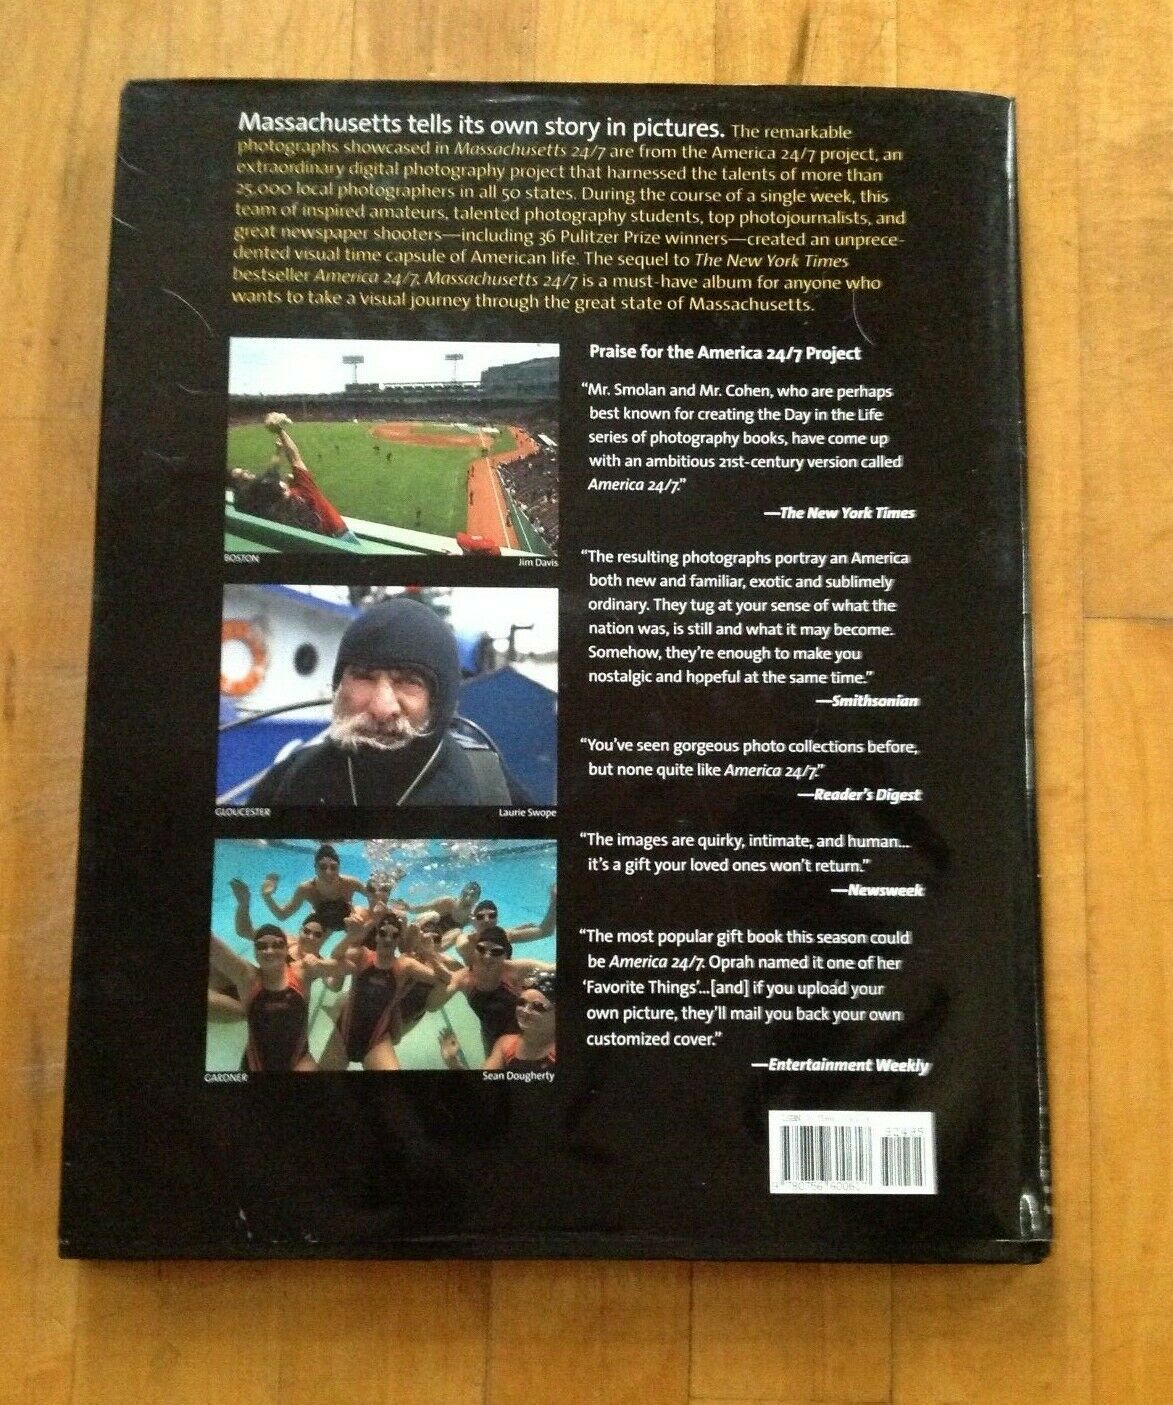 Massachusetts tells its own story in pictures. The remarkable
photographs showcased in Massachusetts 24/7 are from the America 24/7 project, an
extraordinary digital photography project that harnessed the talents of more than
25,000 local photographers in all 50 states. During the course of a single week, this
team of inspired amateurs, talented photography students, top photojournalists, and
great newspaper shooters—including 36 Pulitzer Prize winners—created an unprece-
dented visual time capsule of American life. The sequel to The New York Times
bestseller America 24/7, Massachusetts 24/7 is a must-have album for anyone who
wants to take a visual journey through the great state of Massachusetts.
BOSTON
Jim Davis
GLOUCESTER
Laurie Swope
GARDNER
Sean Dougherty
Praise for the America 24/7 Project
“Mr. Smolan and Mr. Cohen, who are perhaps
best known for creating the Day in the Life
series of photography books, have come up
with an ambitious 21st-century version called
America 24/7.”
—The New York Times
“The resulting photographs portray an America
both new and familiar, exotic and sublimely
ordinary. They tug at your sense of what the
nation was, is still and what it may become.
Somehow, they’re enough to make you
nostalgic and hopeful at the same time.”
—Smithsonian
“You’ve seen gorgeous photo collections before,
but none quite like America 24/7.”
—Reader’s Digest
“The images are quirky, intimate, and human...
it’s a gift your loved ones won’t return.”
—Newsweek
“The most popular gift book this season could
be America 24/7. Oprah named it one of her
‘Favorite Things’...[and] if you upload your
own picture, they’ll mail you back your own
customized cover.”
—Entertainment Weekly